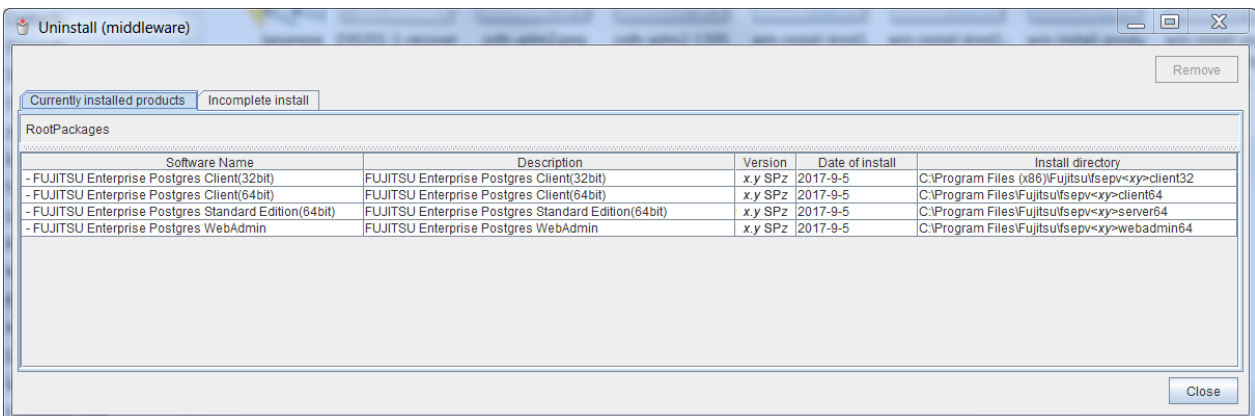 Uninstall (middleware)
Remove
Currently installed products Incomplete install
RootPackages
Software Name Description Version Date of install Install directory
- FUJITSU Enterprise Postgres Client(32bit) FUJITSU Enterprise Postgres Client(32bit) x.y SPz 2017-9-5 C:\Program Files (x86)\Fujitsu\fsepv<xy>client32
- FUJITSU Enterprise Postgres Client(64bit) FUJITSU Enterprise Postgres Client(64bit) x.y SPz 2017-9-5 C:\Program Files\Fujitsu\fsepv<xy>client64
- FUJITSU Enterprise Postgres Standard Edition(64bit) FUJITSU Enterprise Postgres Standard Edition(64bit) x.y SPz 2017-9-5 C:\Program Files\Fujitsu\fsepv<xy>server64
- FUJITSU Enterprise Postgres WebAdmin FUJITSU Enterprise Postgres WebAdmin x.y SPz 2017-9-5 C:\Program Files\Fujitsu\fsepv<xy>webadmin64
Close